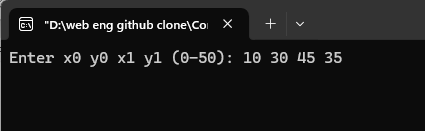 "D:\web eng github clone\Co
Enter x0 y0 x1 y1 (0-50): 10 30 45 35